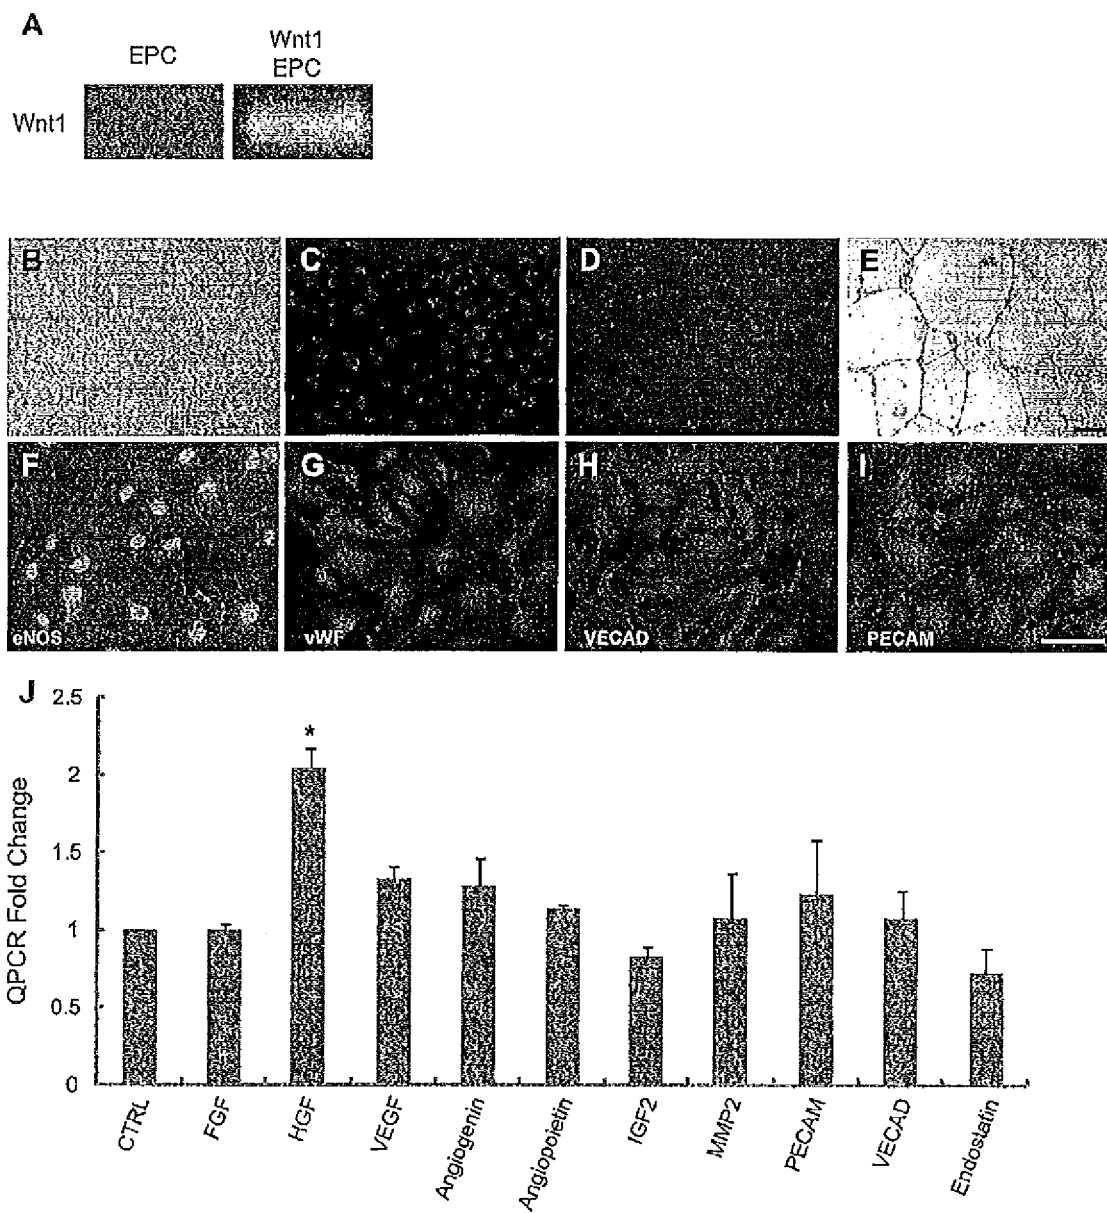 A
EPC
Wnt1
EPC
Wnt1
B
C
D
E
F
G
H
I
eNOS
vWF
VECAD
PECAM
J
QPCR Fold Change
2.5
2
1.5
1
0.5
0
*
CTRL
FGF
HGF
VEGF
Angiogenin
Angiopoietin
IGF2
MMP2
PECAM
VECAD
Endostatin